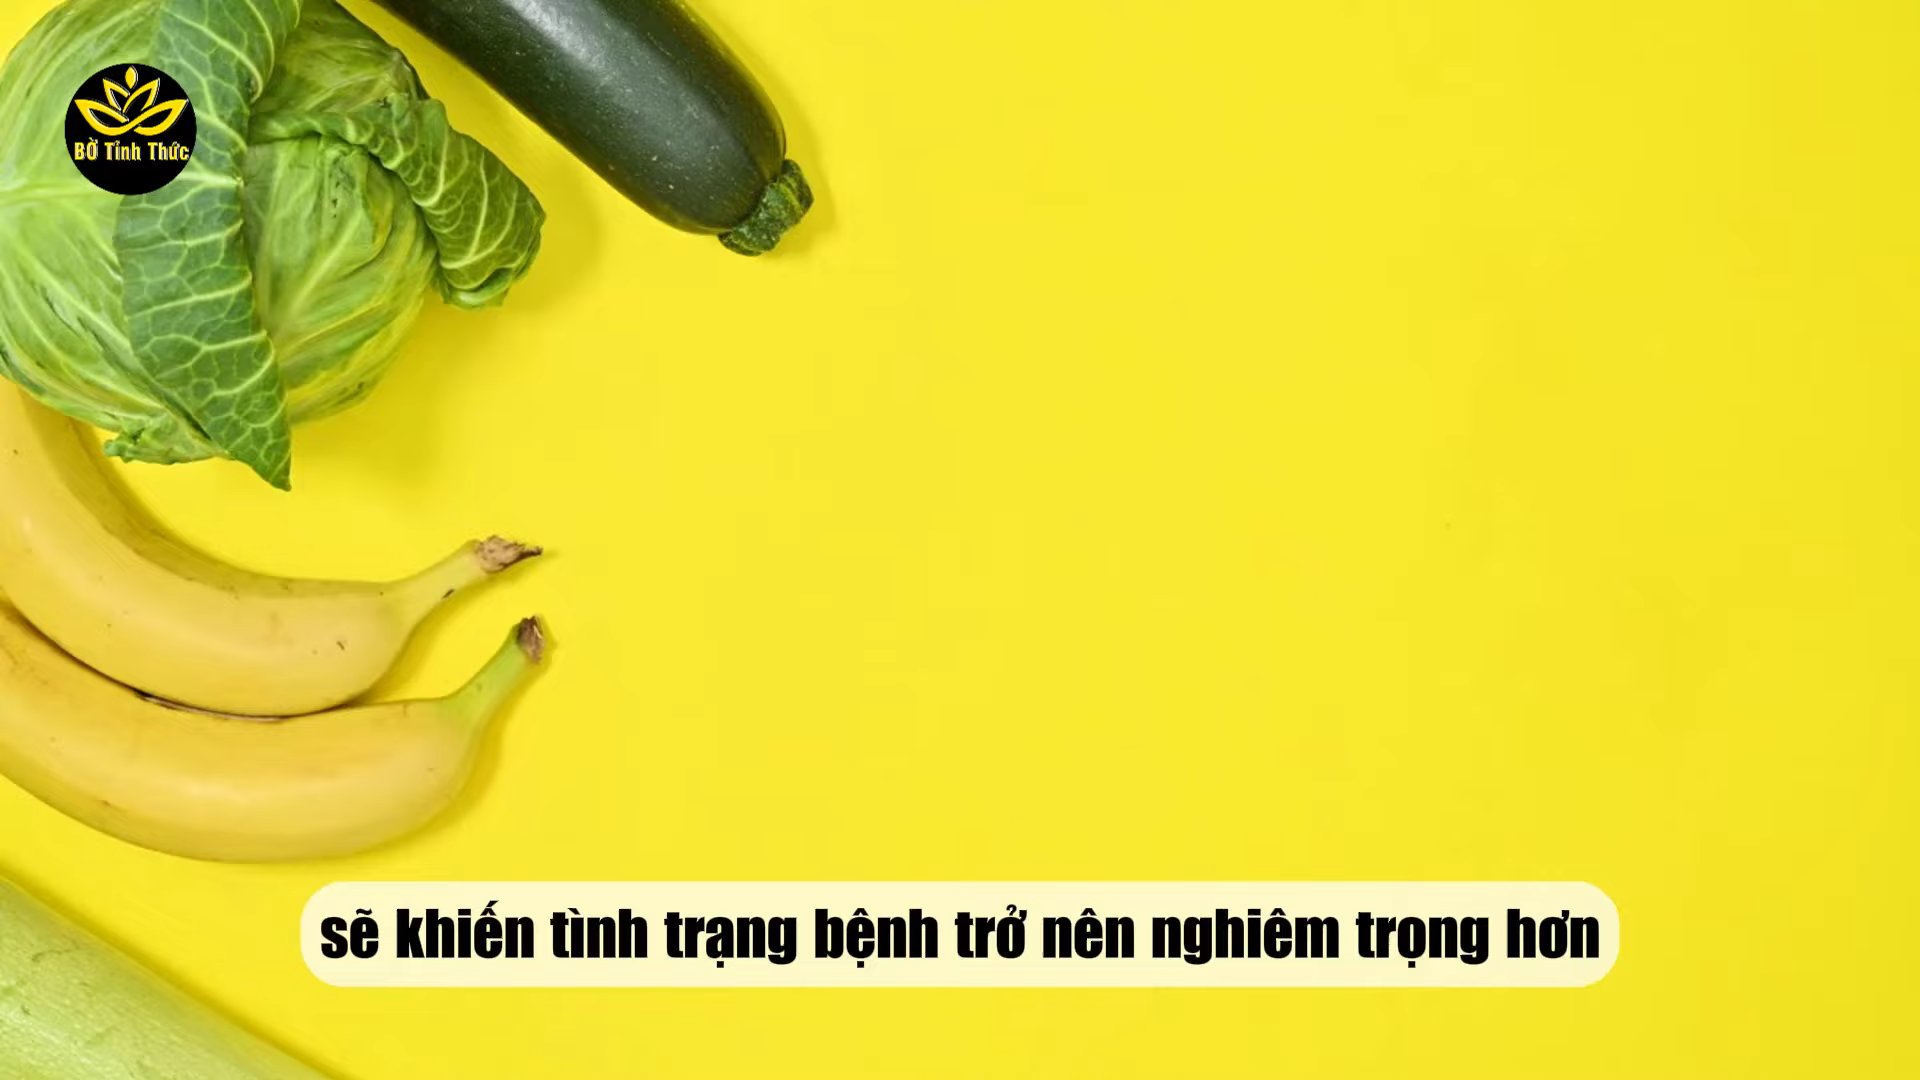 BỜ Tỉnh Thức
sẽ khiến tình trạng bệnh trở nên nghiêm trọng hơn